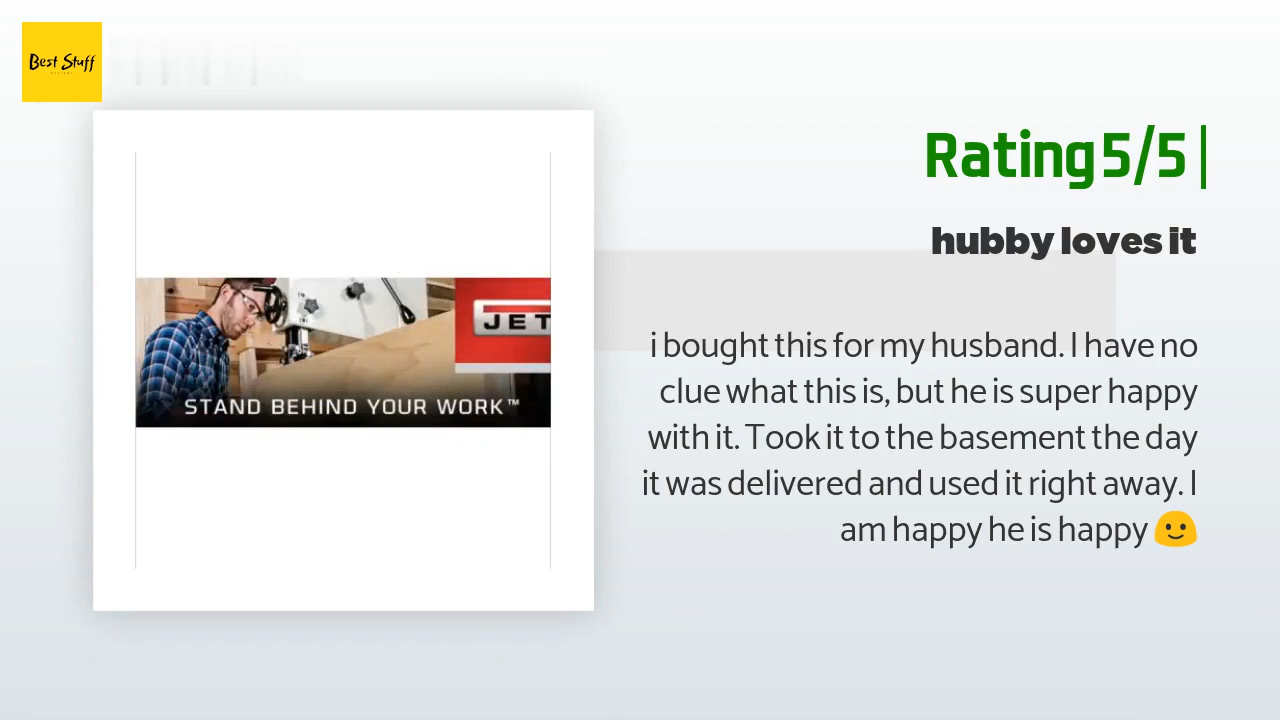 Best Stuff
Rating 5/5 |
hubby loves it
i bought this for my husband. I have no
clue what this is, but he is super happy
with it. Took it to the basement the day
it was delivered and used it right away. I
am happy he is happy 🙂
JET
STAND BEHIND YOUR WORK™